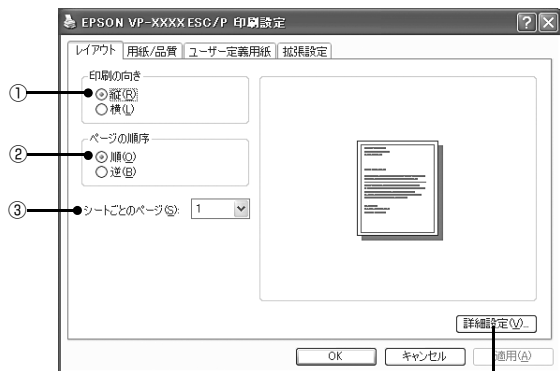 EPSON VP-XXXX ESC/P 印刷設定
レイアウト 用紙/品質 ユーザー定義用紙 拡張設定
印刷の向き
① 縦(R)
横(L)
ページの順序
② 順(O)
逆(B)
③ シートごとのページ(S): 1
詳細設定(V)...
OK キャンセル 適用(A)